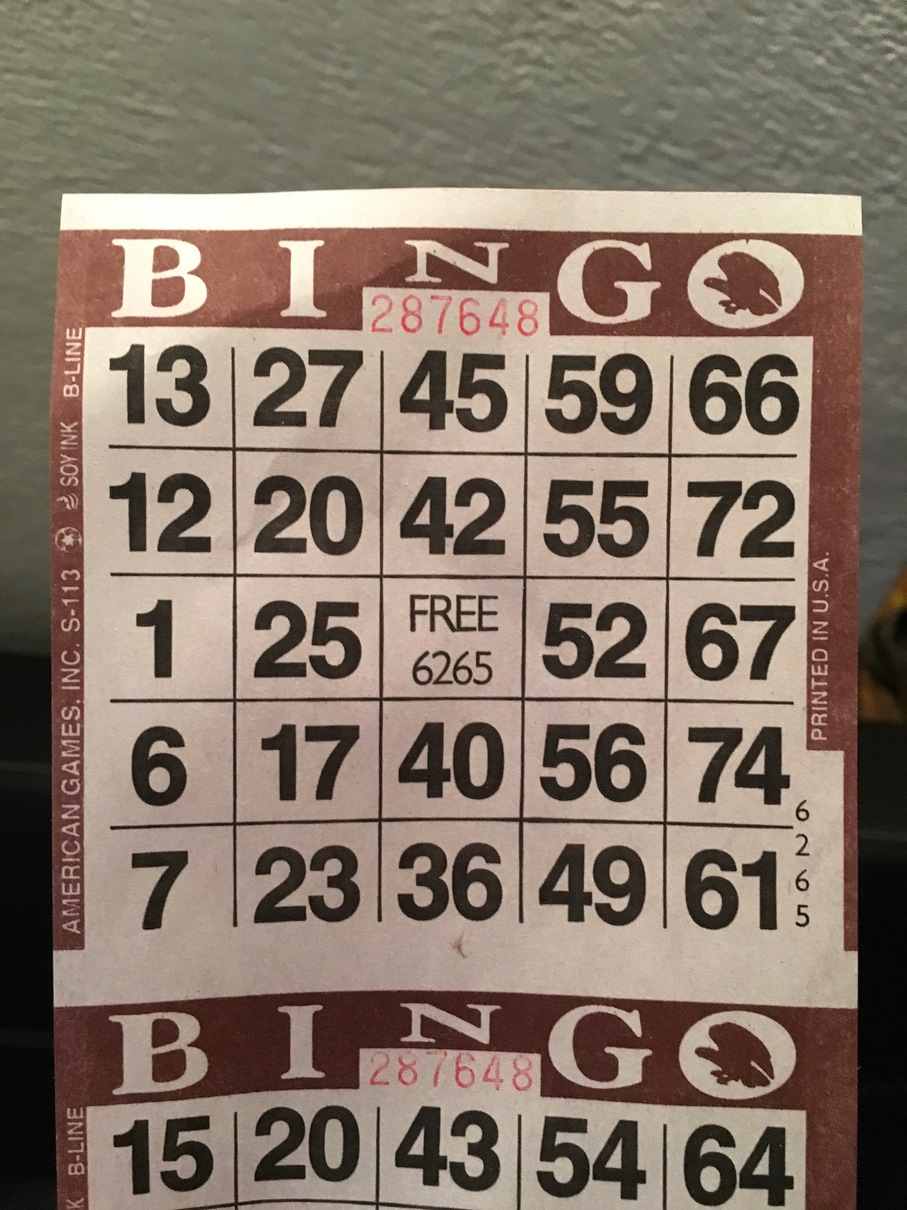 BINGO
287648
13 27 45 59 66
12 20 42 55 72
1 25 FREE 52 67
6265
6 17 40 56 74
7 23 36 49 61
6265
AMERICAN GAMES, INC. S-113 SOY INK B-LINE
PRINTED IN U.S.A.
BINGO
287648
15 20 43 54 64
K B-LINE